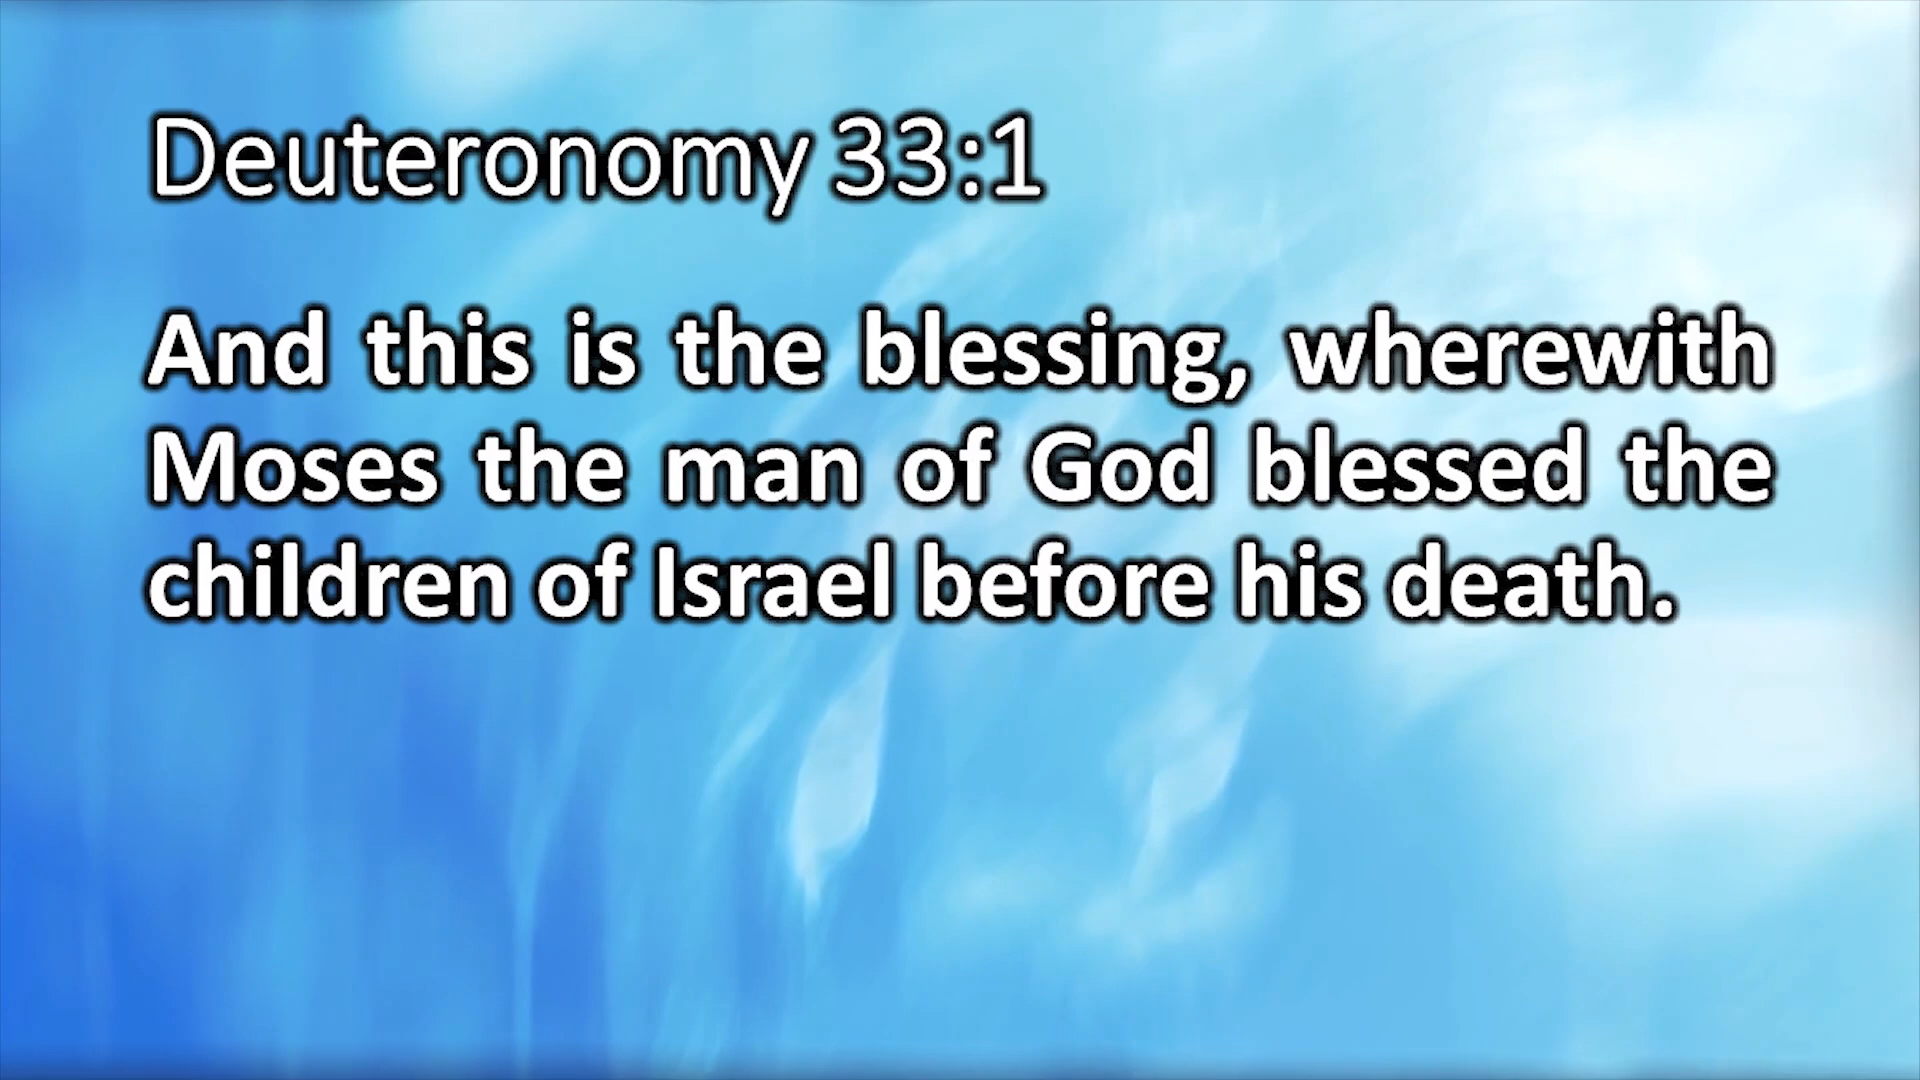 Deuteronomy 33:1
And this is the blessing, wherewith
Moses the man of God blessed the
children of Israel before his death.